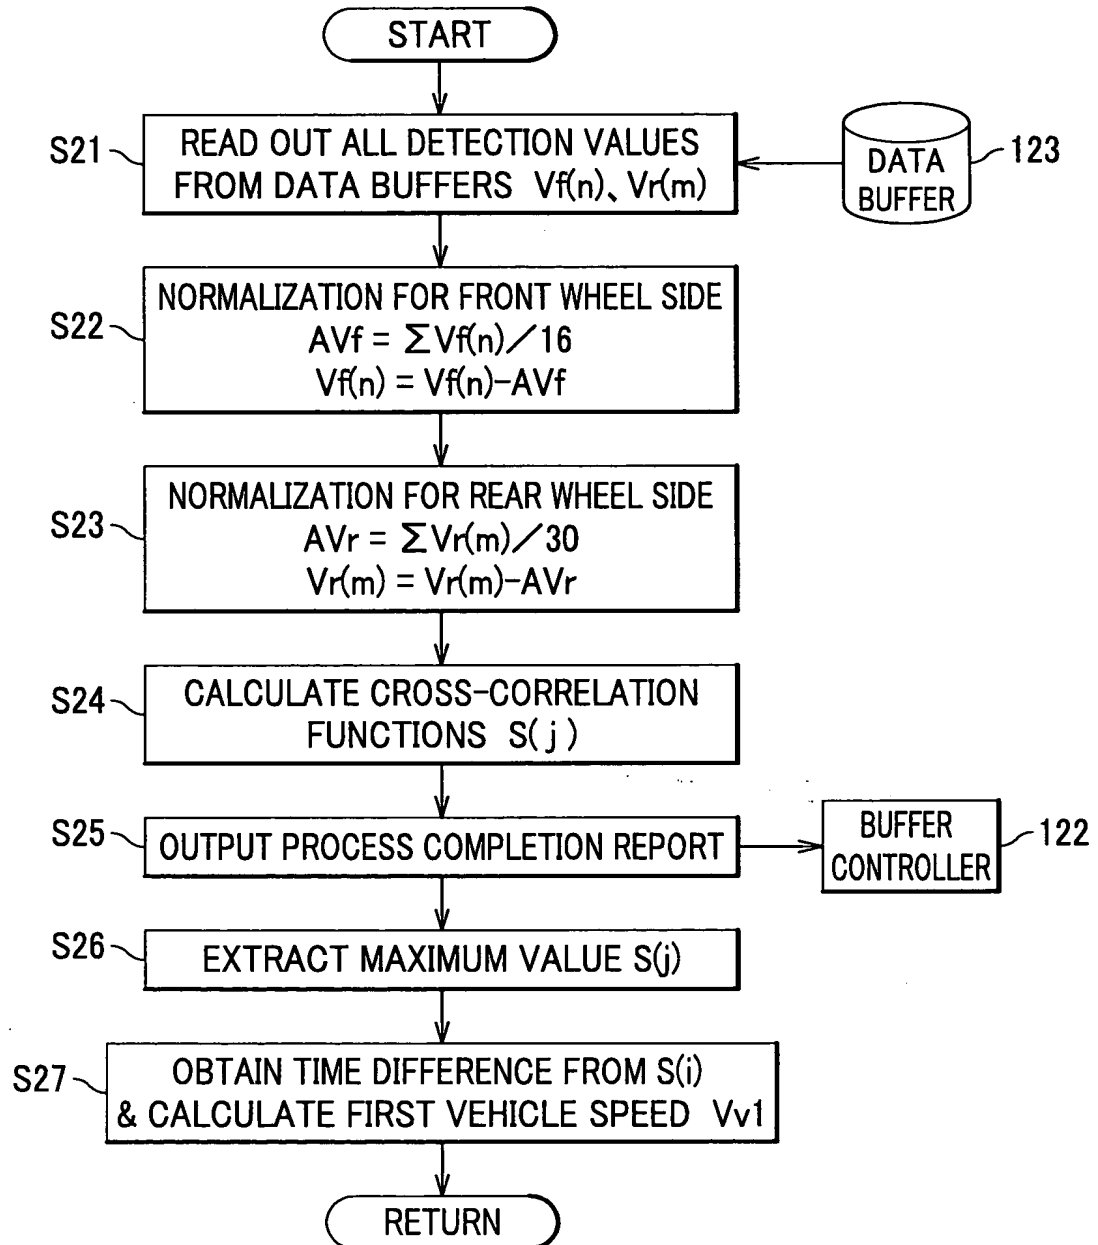 START
S21
READ OUT ALL DETECTION VALUES
FROM DATA BUFFERS Vf(n)、Vr(m)
DATA
BUFFER
123
S22
NORMALIZATION FOR FRONT WHEEL SIDE
AVf = ΣVf(n)／16
Vf(n) = Vf(n)-AVf
S23
NORMALIZATION FOR REAR WHEEL SIDE
AVr = ΣVr(m)／30
Vr(m) = Vr(m)-AVr
S24
CALCULATE CROSS-CORRELATION
FUNCTIONS S( j )
S25
OUTPUT PROCESS COMPLETION REPORT
BUFFER
CONTROLLER
122
S26
EXTRACT MAXIMUM VALUE S(j)
S27
OBTAIN TIME DIFFERENCE FROM S(i)
& CALCULATE FIRST VEHICLE SPEED Vv1
RETURN